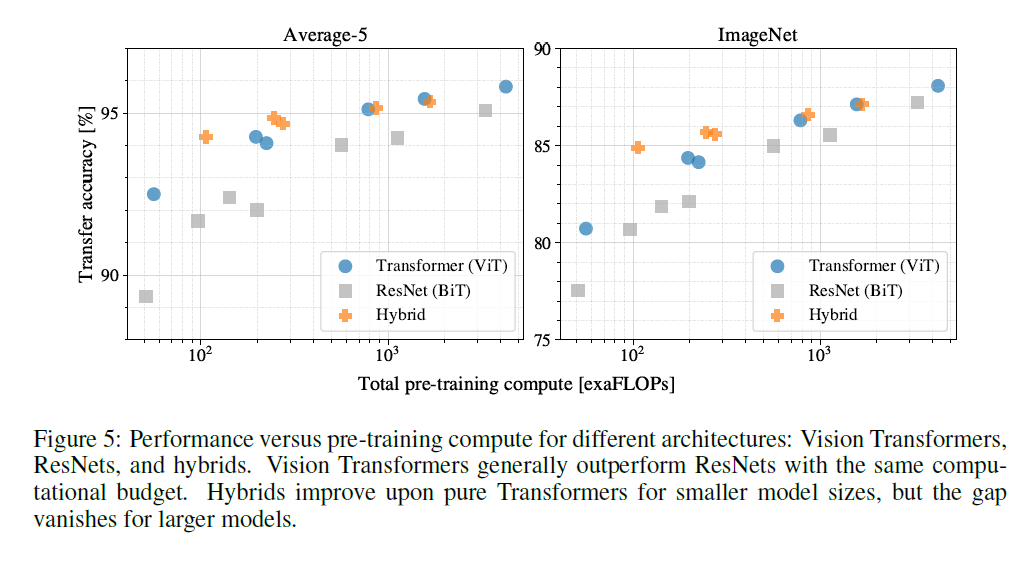 Average-5
ImageNet
Transfer accuracy [%]
95
90
10²
10³
Transformer (ViT)
ResNet (BiT)
Hybrid
90
85
80
75
10²
10³
Transformer (ViT)
ResNet (BiT)
Hybrid
Total pre-training compute [exaFLOPs]
Figure 5: Performance versus pre-training compute for different architectures: Vision Transformers,
ResNets, and hybrids. Vision Transformers generally outperform ResNets with the same compu-
tational budget. Hybrids improve upon pure Transformers for smaller model sizes, but the gap
vanishes for larger models.